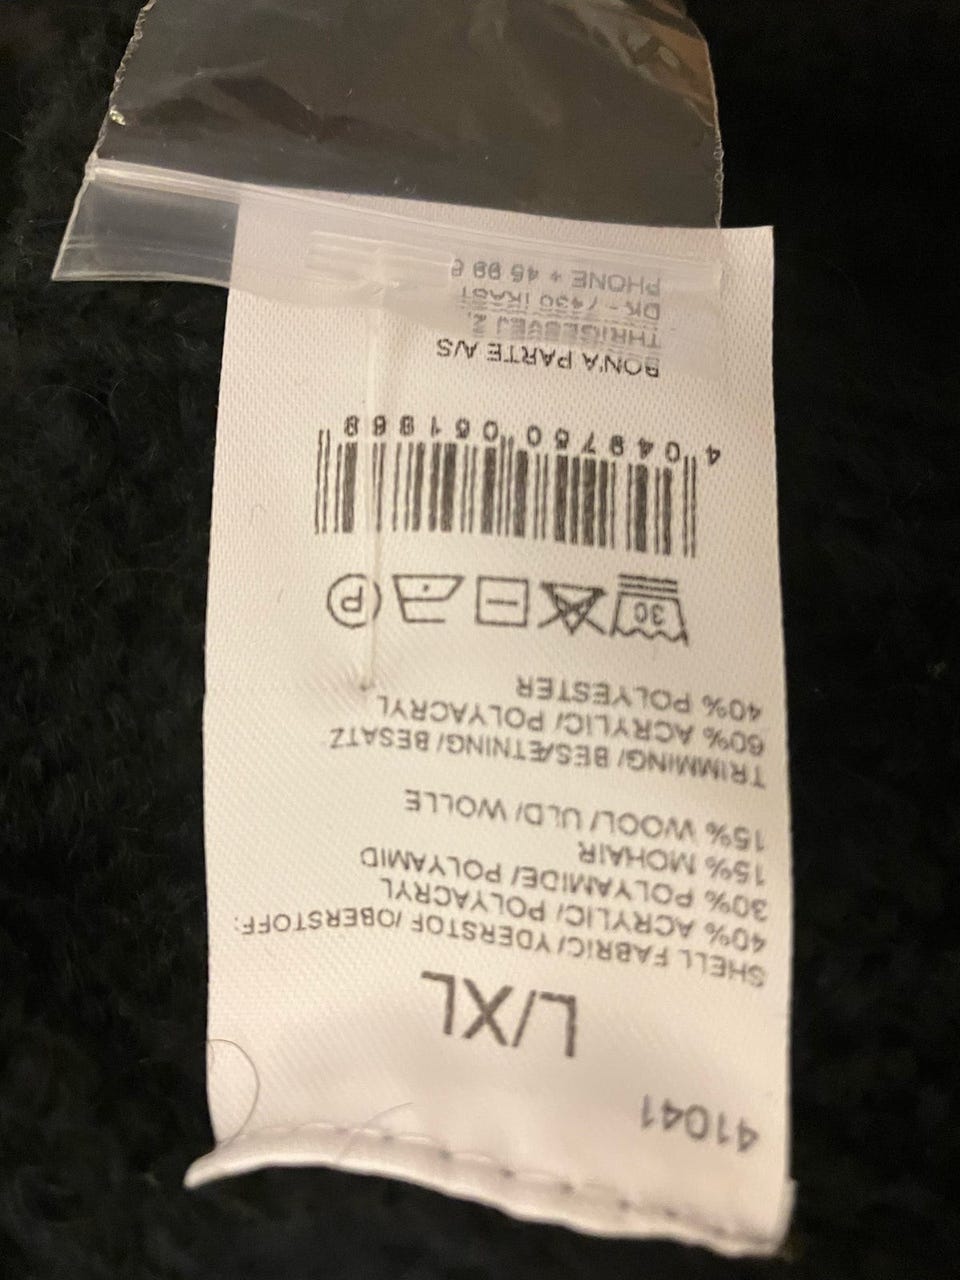 41041
L/XL
SHELL FABRIC/ YDERSTOF/ OBERSTOFF:
40% ACRYLIC/ POLYACRYL
30% POLYAMIDE/ POLYAMID
15% MOHAIR
15% WOOL/ ULD/ WOLLE
TRIMMING/ BESÆTNING/ BESATZ
60% ACRYLIC/ POLYACRYL
40% POLYESTER
30 P
4 049750 051968
BON'A PARTE A/S
THRIGESVEJ
DK - 7430 IKAST
PHONE + 45 99 6